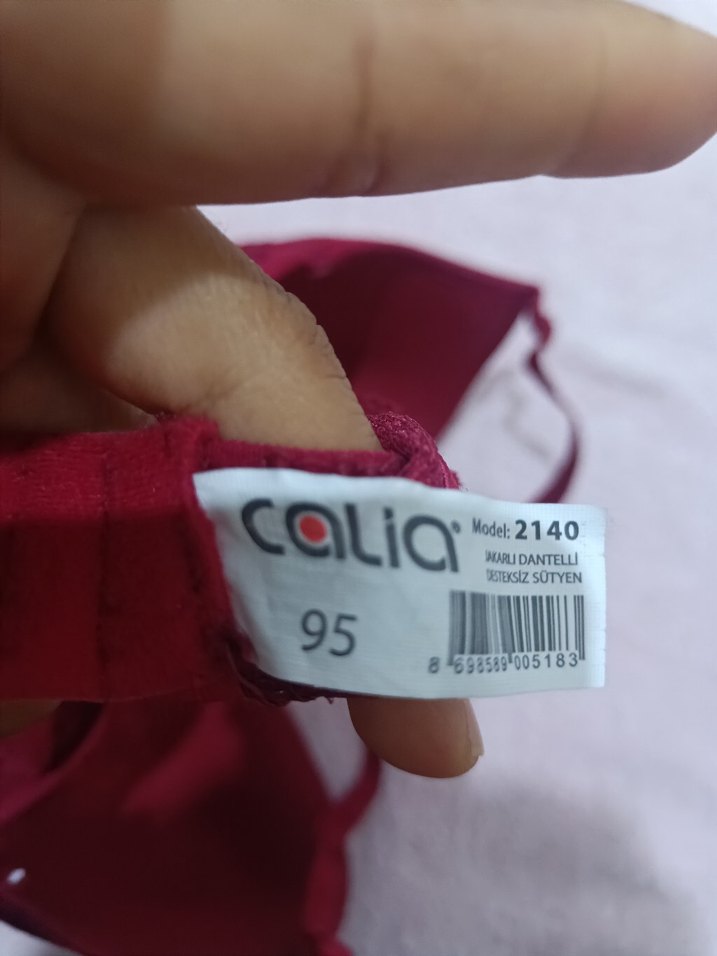 calia®
Model: 2140
JAKARLI DANTELLİ
DESTEKSİZ SÜTYEN
95
8 698589 005183